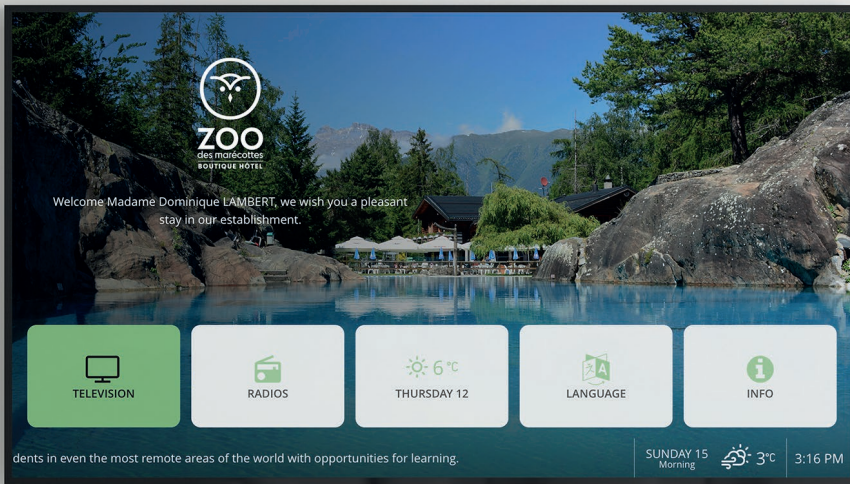 ZOO
des marécottes
BOUTIQUE HÔTEL
Welcome Madame Dominique LAMBERT, we wish you a pleasant
stay in our establishment.
TELEVISION
RADIOS
6°C
THURSDAY 12
LANGUAGE
A
i
INFO
dents in even the most remote areas of the world with opportunities for learning.
SUNDAY 15
Morning
3°C
3:16 PM